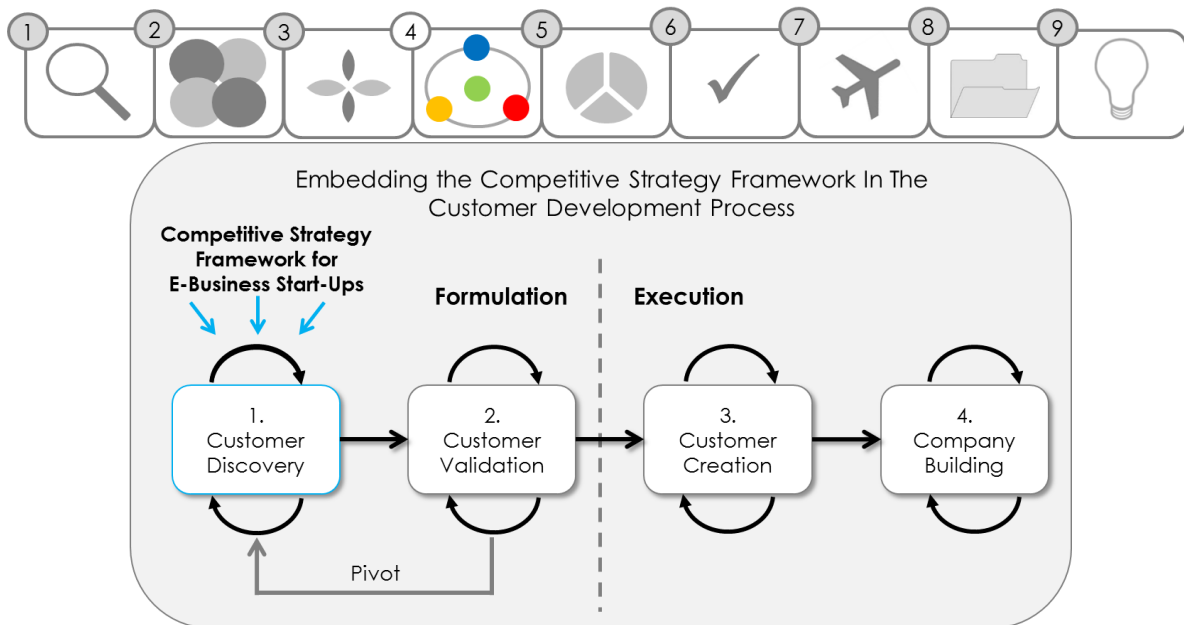 1
2
3
4
5
6
7
8
9
Embedding the Competitive Strategy Framework In The
Customer Development Process
Competitive Strategy
Framework for
E-Business Start-Ups
Formulation
Execution
1.
Customer
Discovery
2.
Customer
Validation
3.
Customer
Creation
4.
Company
Building
Pivot